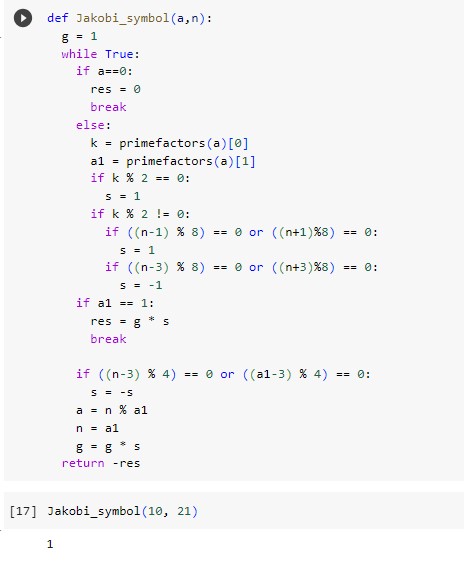 def Jakobi_symbol(a,n):
  g = 1
  while True:
    if a==0:
      res = 0
      break
    else:
      k = primefactors(a)[0]
      a1 = primefactors(a)[1]
      if k % 2 == 0:
        s = 1
      if k % 2 != 0:
        if ((n-1) % 8) == 0 or ((n+1)%8) == 0:
          s = 1
        if ((n-3) % 8) == 0 or ((n+3)%8) == 0:
          s = -1
    if a1 == 1:
      res = g * s
      break

    if ((n-3) % 4) == 0 or ((a1-3) % 4) == 0:
      s = -s
    a = n % a1
    n = a1
    g = g * s
  return -res
[17] Jakobi_symbol(10, 21)
1